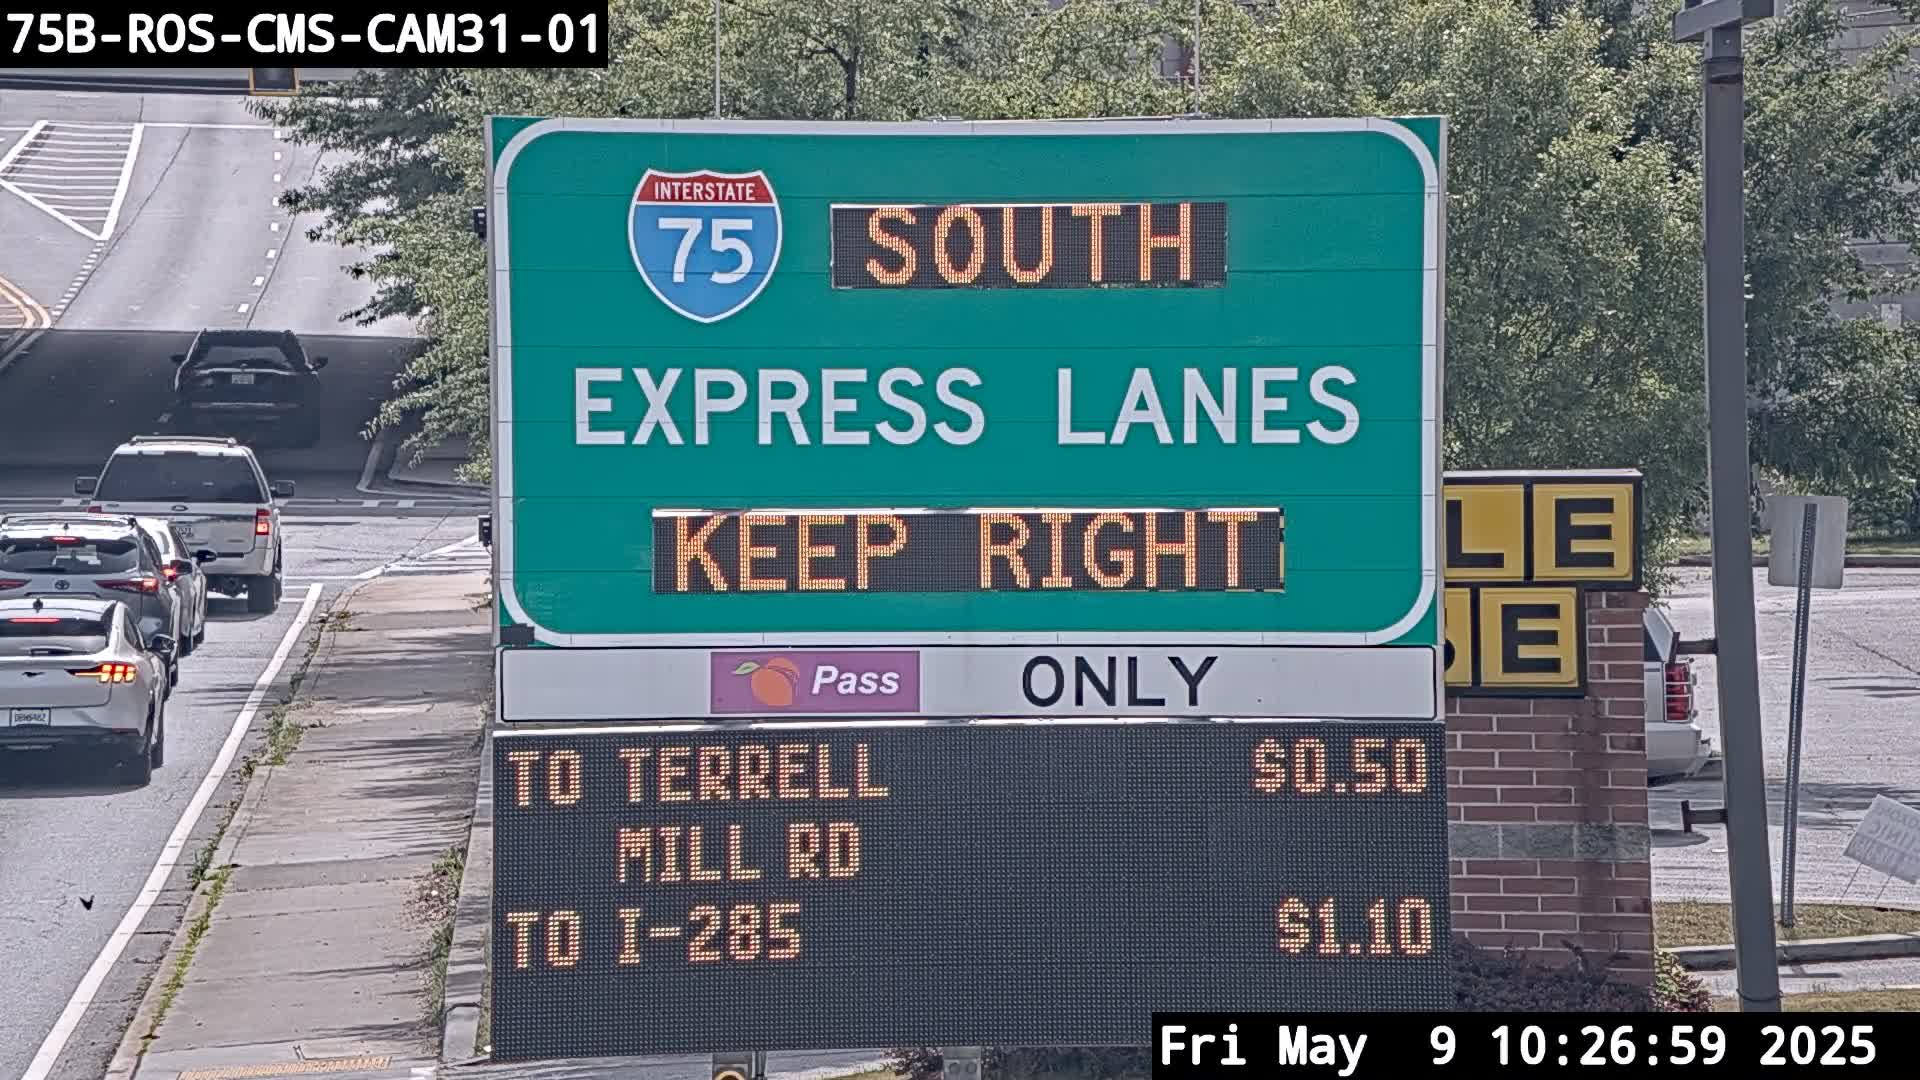 75B-ROS-CMS-CAM31-01
INTERSTATE
75
SOUTH
EXPRESS LANES
KEEP RIGHT
LE
E
Pass ONLY
TO TERRELL $0.50
MILL RD
TO I-285 $1.10
Fri May 9 10:26:59 2025